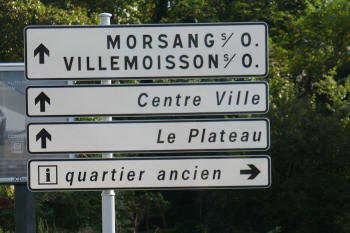 MORSANG S/ O.
VILLEMOISSON S/ O.
Centre Ville
Le Plateau
i quartier ancien